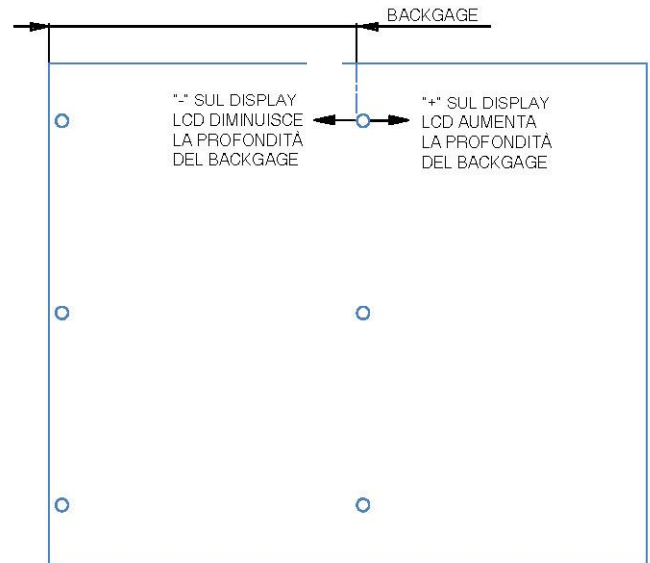 BACKGAGE
"-" SUL DISPLAY
LCD DIMINUISCE
LA PROFONDITÀ
DEL BACKGAGE
"+" SUL DISPLAY
LCD AUMENTA
LA PROFONDITÀ
DEL BACKGAGE